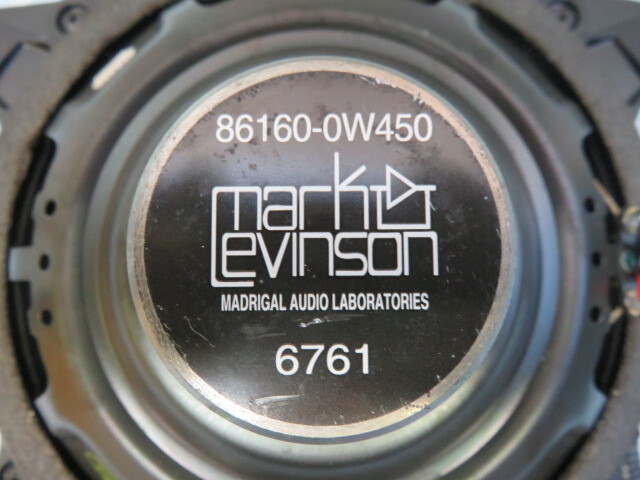 86160-0W450
mark
Levinson
MADRIGAL AUDIO LABORATORIES
6761